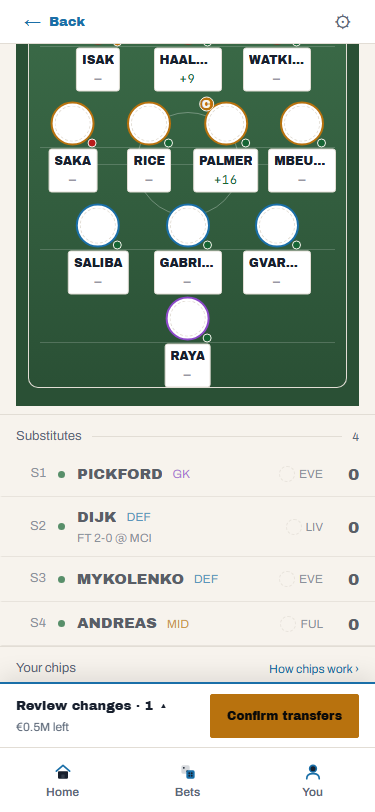 ← Back
ISAK HAAL... WATKI...
– +9 –
C
SAKA RICE PALMER MBEU...
– – +16 –
SALIBA GABRI... GVAR...
– – –
RAYA
–
Substitutes 4
S1 PICKFORD GK EVE 0
S2 DIJK DEF LIV 0
FT 2-0 @ MCI
S3 MYKOLENKO DEF EVE 0
S4 ANDREAS MID FUL 0
Your chips How chips work ›
Review changes · 1 ▲
€0.5M left
Confirm transfers
Home Bets You